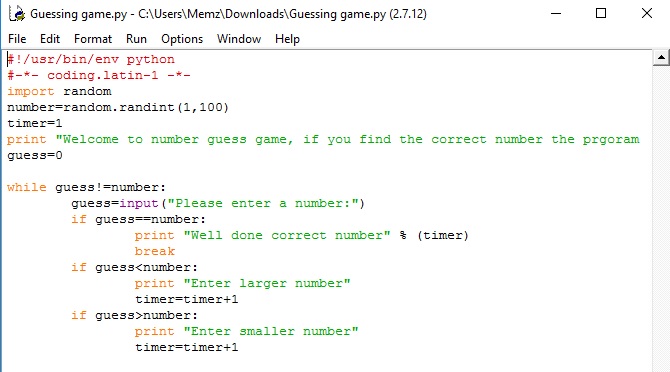 Guessing game.py - C:\Users\Memz\Downloads\Guessing game.py (2.7.12)
File Edit Format Run Options Window Help
#!/usr/bin/env python
#-*- coding.latin-1 -*-
import random
number=random.randint(1,100)
timer=1
print "Welcome to number guess game, if you find the correct number the prgoram
guess=0

while guess!=number:
        guess=input("Please enter a number:")
        if guess==number:
                print "Well done correct number" % (timer)
                break
        if guess<number:
                print "Enter larger number"
                timer=timer+1
        if guess>number:
                print "Enter smaller number"
                timer=timer+1